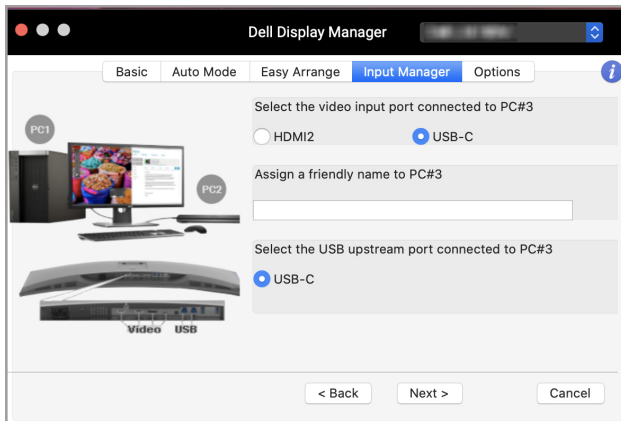 Dell Display Manager
Basic Auto Mode Easy Arrange Input Manager Options
Select the video input port connected to PC#3
HDMI2 USB-C
Assign a friendly name to PC#3
Select the USB upstream port connected to PC#3
USB-C
PC1
PC2
Video USB
< Back Next > Cancel